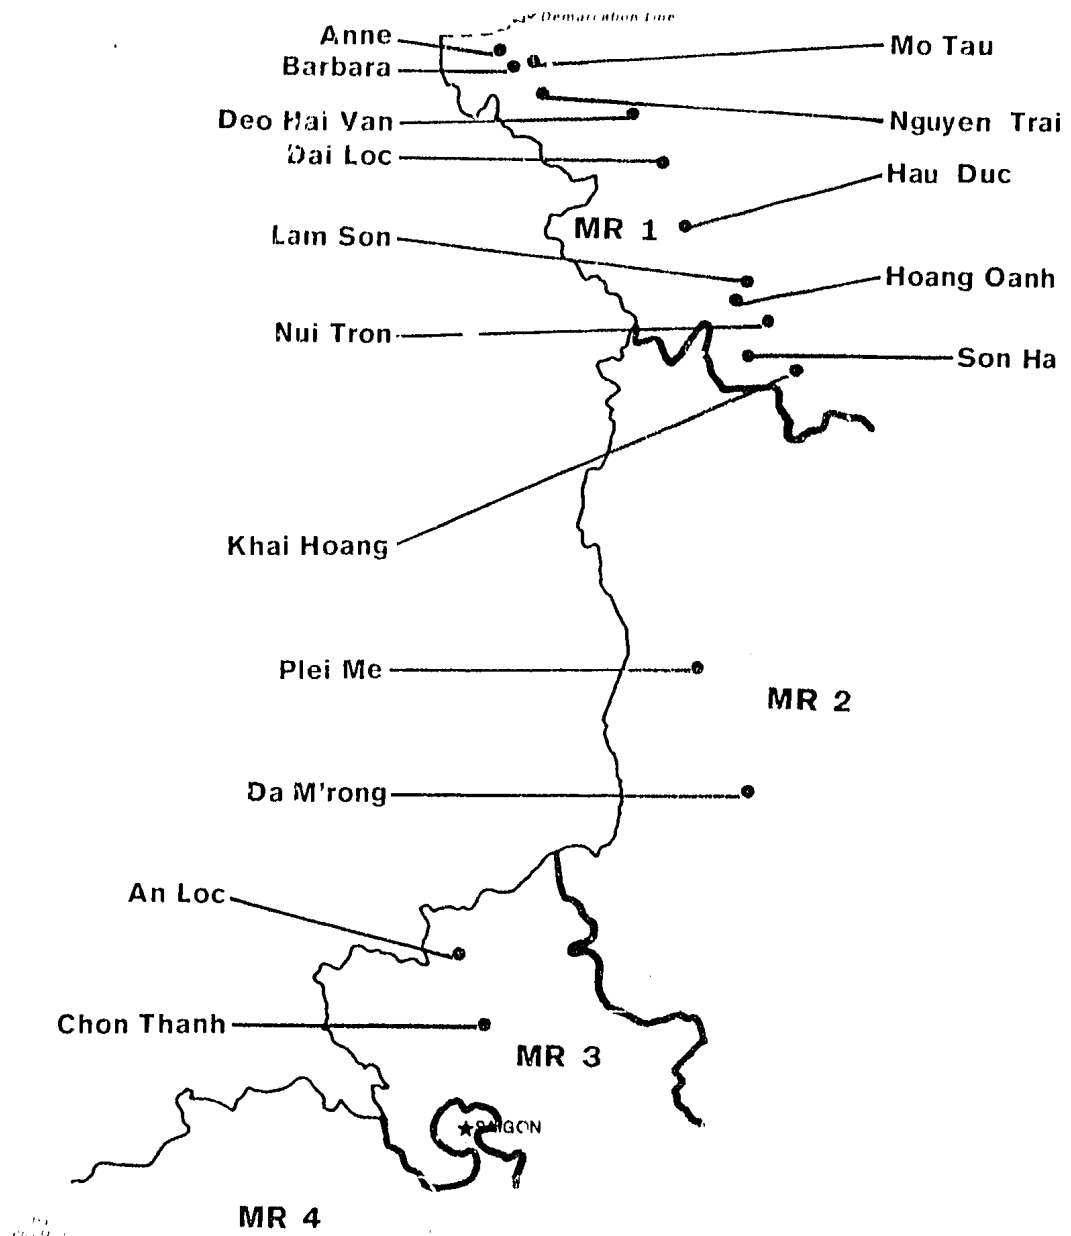 Demarcation Line
Anne
Mo Tau
Barbara
Deo Hai Van
Nguyen Trai
Dai Loc
Hau Duc
MR 1
Lam Son
Hoang Oanh
Nui Tron
Son Ha
Khai Hoang
Plei Me
MR 2
Da M'rong
An Loc
Chon Thanh
MR 3
SAIGON
MR 4